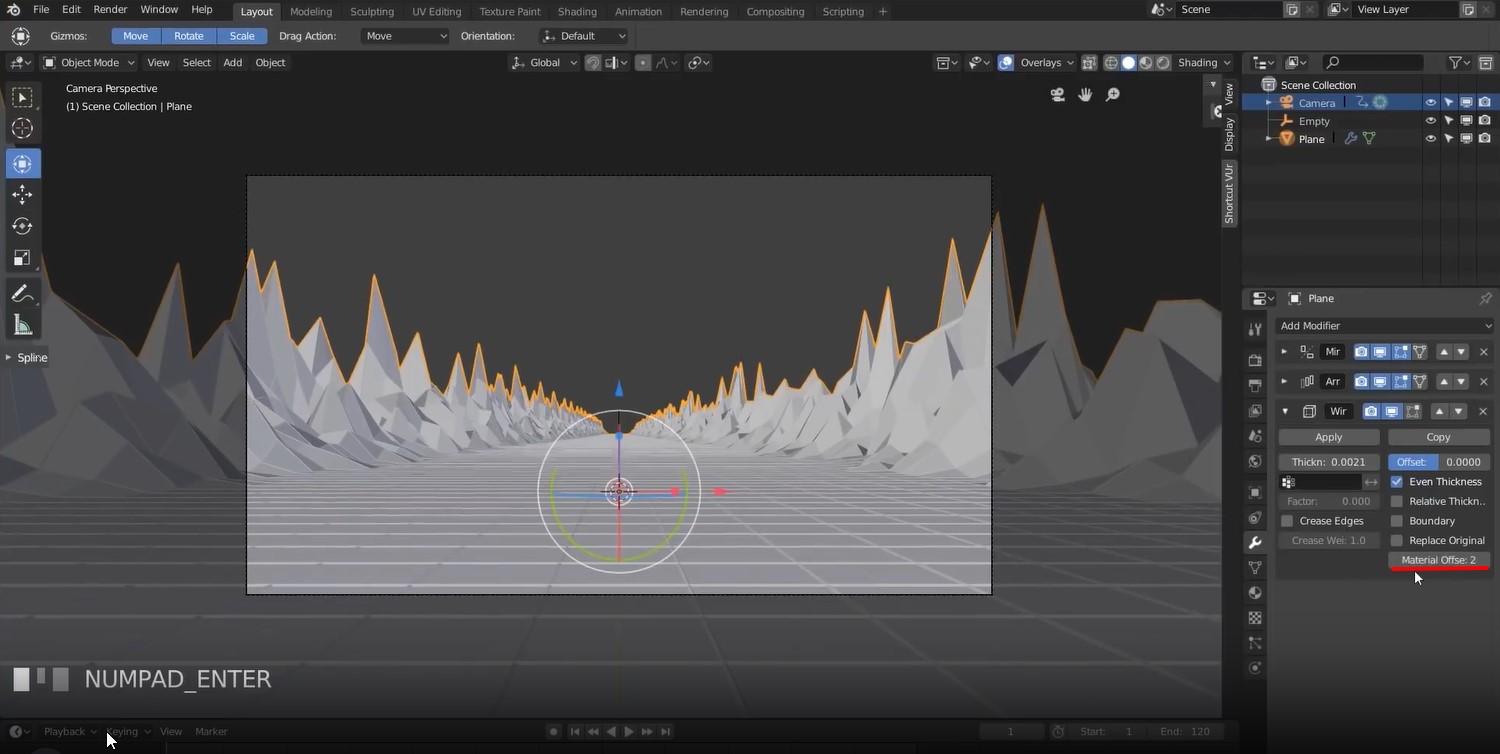 File Edit Render Window Help Layout Modeling Sculpting UV Editing Texture Paint Shading Animation Rendering Compositing Scripting + Scene View Layer
Gizmos: Move Rotate Scale Drag Action: Move Orientation: Default
Object Mode View Select Add Object Global Overlays Shading
Camera Perspective
(1) Scene Collection | Plane
View
Display
Shortcut VUr
Spline
Scene Collection
Camera
Empty
Plane
Plane
Add Modifier
Mir
Arr
Wir
Apply Copy
Thickn: 0.0021 Offset: 0.0000
Even Thickness
Factor: 0.000 Relative Thickn..
Crease Edges Boundary
Crease Wei: 1.0 Replace Original
Material Offse: 2
NUMPAD_ENTER
Playback Keying View Marker 1 Start: 1 End: 120